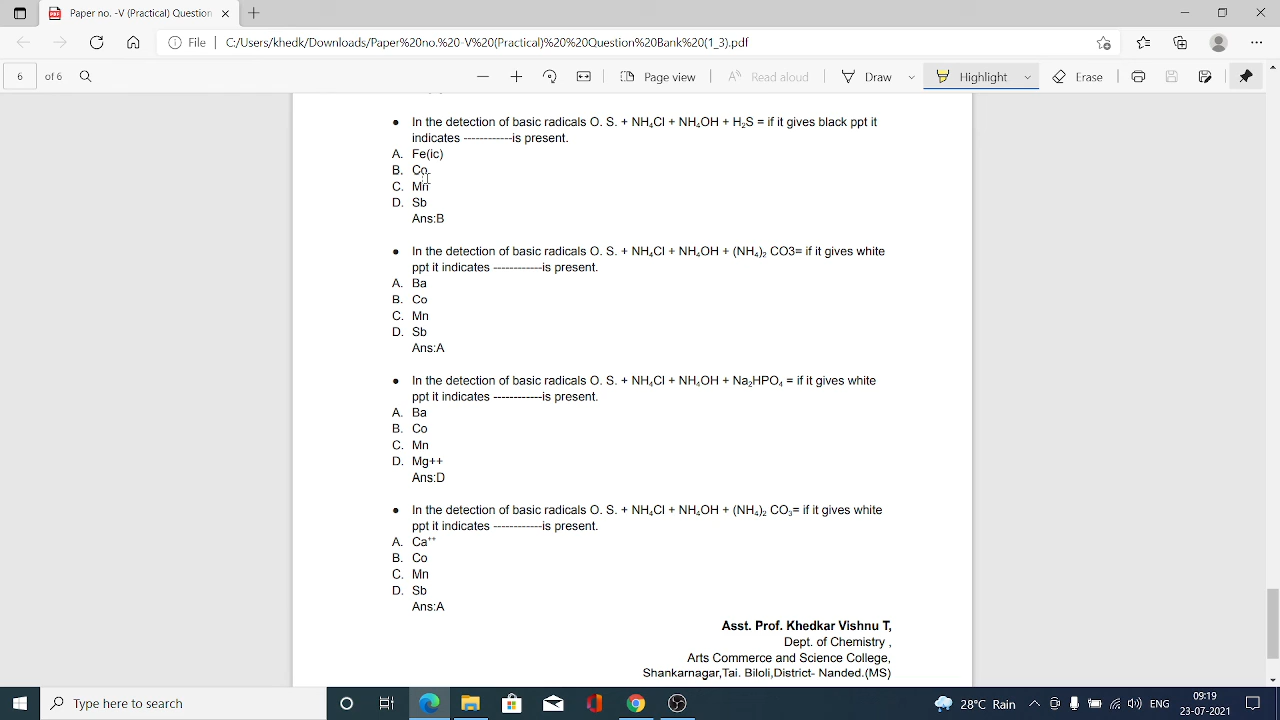 Paper no. -V (Practical) Question
File
C:/Users/khedk/Downloads/Paper%20no.%20-V%20(Practical)%20%20Question%20Bank%20(1_3).pdf
6 of 6
Page view
Read aloud
Draw
Highlight
Erase
• In the detection of basic radicals O. S. + NH₄Cl + NH₄OH + H₂S = if it gives black ppt it
indicates ------------is present.
A. Fe(ic)
B. Co
C. Mn
D. Sb
Ans:B
• In the detection of basic radicals O. S. + NH₄Cl + NH₄OH + (NH₄)₂ CO3= if it gives white
ppt it indicates ------------is present.
A. Ba
B. Co
C. Mn
D. Sb
Ans:A
• In the detection of basic radicals O. S. + NH₄Cl + NH₄OH + Na₂HPO₄ = if it gives white
ppt it indicates ------------is present.
A. Ba
B. Co
C. Mn
D. Mg++
Ans:D
• In the detection of basic radicals O. S. + NH₄Cl + NH₄OH + (NH₄)₂ CO₃= if it gives white
ppt it indicates ------------is present.
A. Ca⁺⁺
B. Co
C. Mn
D. Sb
Ans:A
Asst. Prof. Khedkar Vishnu T,
Dept. of Chemistry ,
Arts Commerce and Science College,
Shankarnagar,Tai. Biloli,District- Nanded.(MS)
Type here to search
28°C Rain
ENG
09:19
23-07-2021